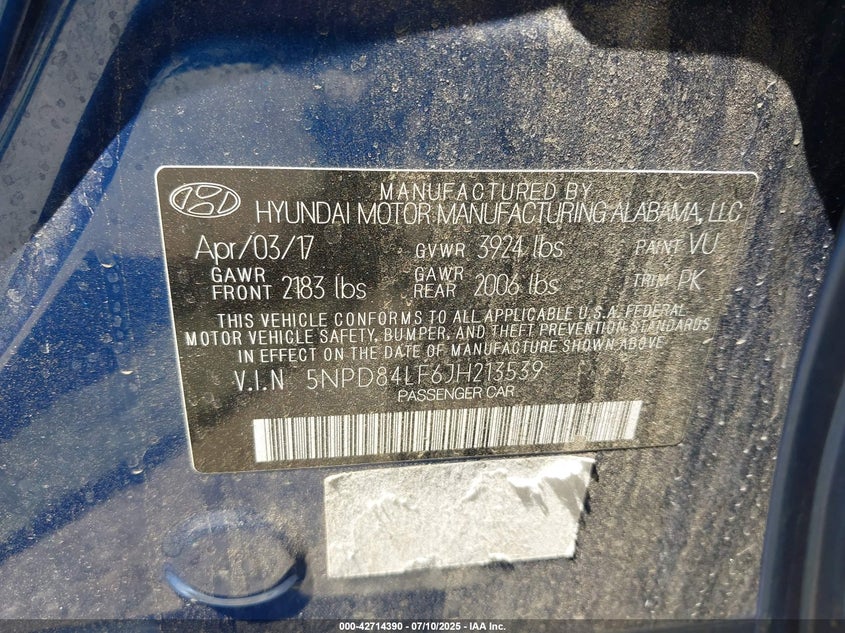 MANUFACTURED BY
HYUNDAI MOTOR MANUFACTURING ALABAMA, LLC
Apr/03/17 GVWR 3924 lbs PAINT VU
GAWR FRONT 2183 lbs GAWR REAR 2006 lbs TRIM PK
THIS VEHICLE CONFORMS TO ALL APPLICABLE U.S.A. FEDERAL
MOTOR VEHICLE SAFETY, BUMPER, AND THEFT PREVENTION STANDARDS
IN EFFECT ON THE DATE OF MANUFACTURE SHOWN ABOVE
V.I.N 5NPD84LF6JH213539
PASSENGER CAR
000-42714390 - 07/10/2025 - IAA Inc.